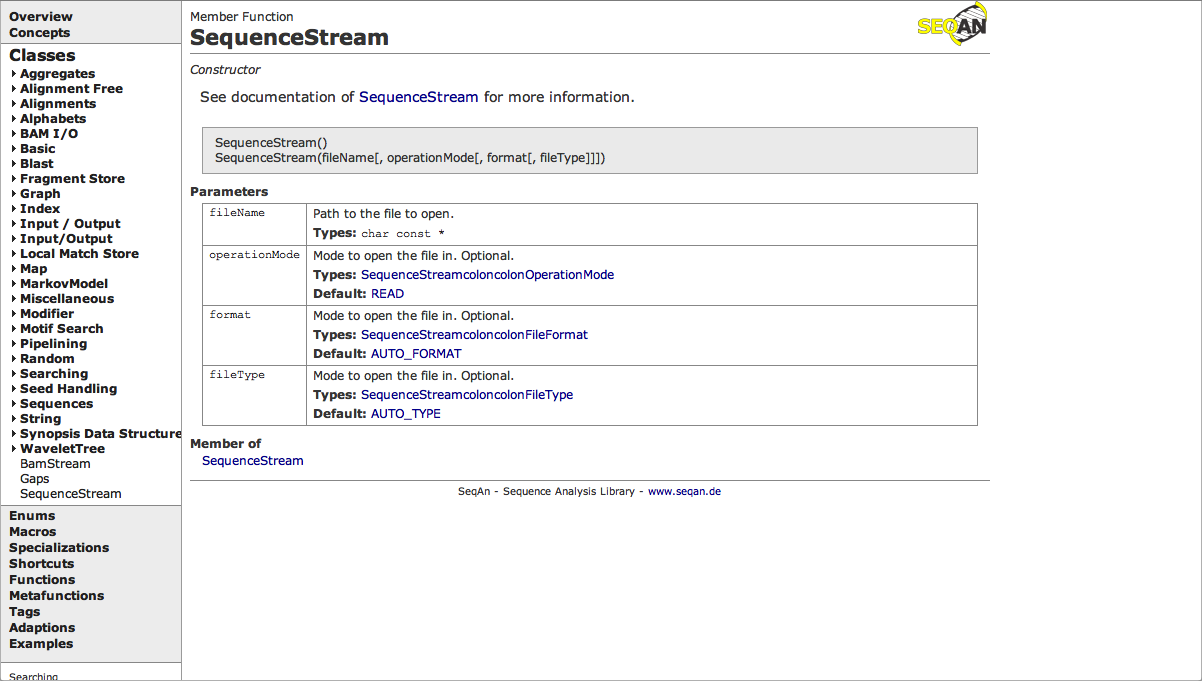 Overview
Concepts
Classes
Aggregates
Alignment Free
Alignments
Alphabets
BAM I/O
Basic
Blast
Fragment Store
Graph
Index
Input / Output
Input/Output
Local Match Store
Map
MarkovModel
Miscellaneous
Modifier
Motif Search
Pipelining
Random
Searching
Seed Handling
Sequences
String
Synopsis Data Structure
WaveletTree
BamStream
Gaps
SequenceStream
Enums
Macros
Specializations
Shortcuts
Functions
Metafunctions
Tags
Adaptions
Examples
Searching
Member Function
SequenceStream
SEQAN
Constructor
See documentation of SequenceStream for more information.
SequenceStream()
SequenceStream(fileName[, operationMode[, format[, fileType]]])
Parameters
fileName
Path to the file to open.
Types: char const *
operationMode
Mode to open the file in. Optional.
Types: SequenceStreamcoloncolonOperationMode
Default: READ
format
Mode to open the file in. Optional.
Types: SequenceStreamcoloncolonFileFormat
Default: AUTO_FORMAT
fileType
Mode to open the file in. Optional.
Types: SequenceStreamcoloncolonFileType
Default: AUTO_TYPE
Member of
SequenceStream
SeqAn - Sequence Analysis Library - www.seqan.de